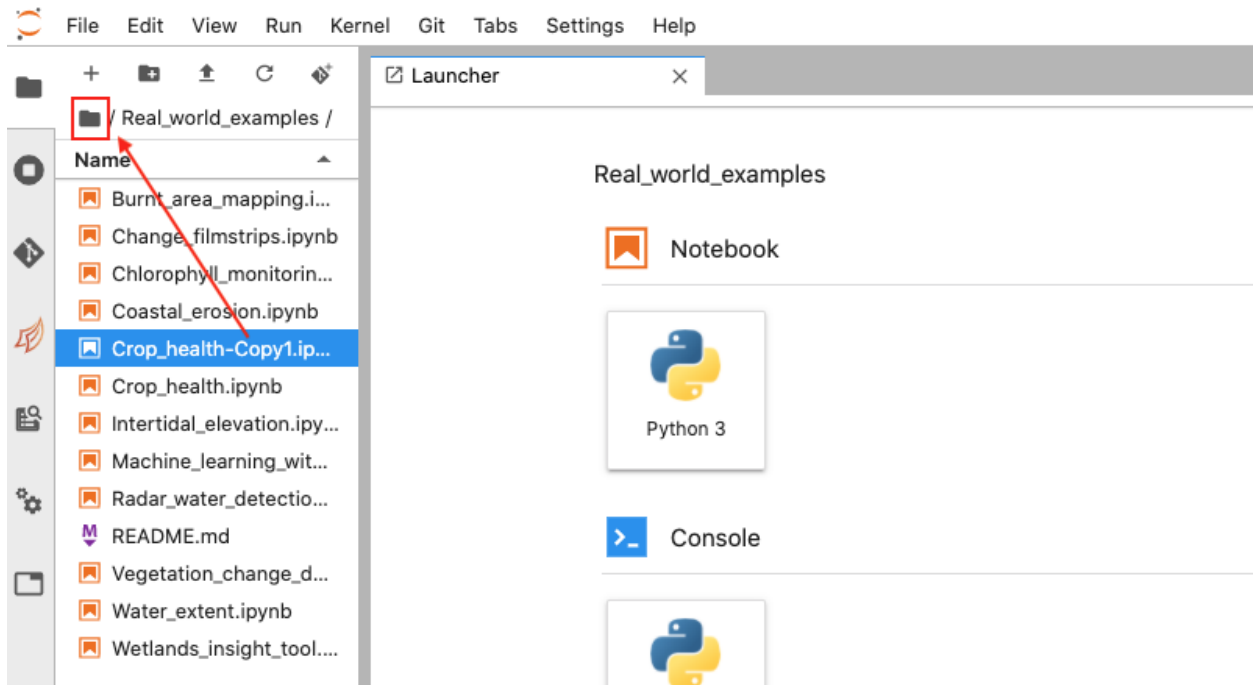 File Edit View Run Kernel Git Tabs Settings Help
Launcher
/ Real_world_examples /
Name
Burnt_area_mapping.i...
Change_filmstrips.ipynb
Chlorophyll_monitorin...
Coastal_erosion.ipynb
Crop_health-Copy1.ip...
Crop_health.ipynb
Intertidal_elevation.ipy...
Machine_learning_wit...
Radar_water_detectio...
README.md
Vegetation_change_d...
Water_extent.ipynb
Wetlands_insight_tool....
Real_world_examples
Notebook
Python 3
Console